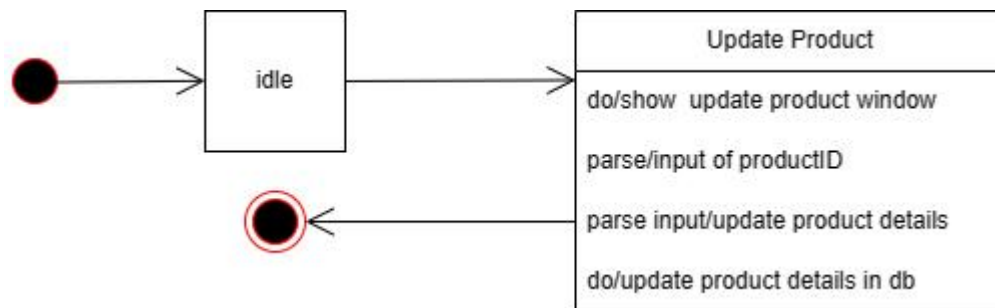 idle
Update Product
do/show update product window
parse/input of productID
parse input/update product details
do/update product details in db